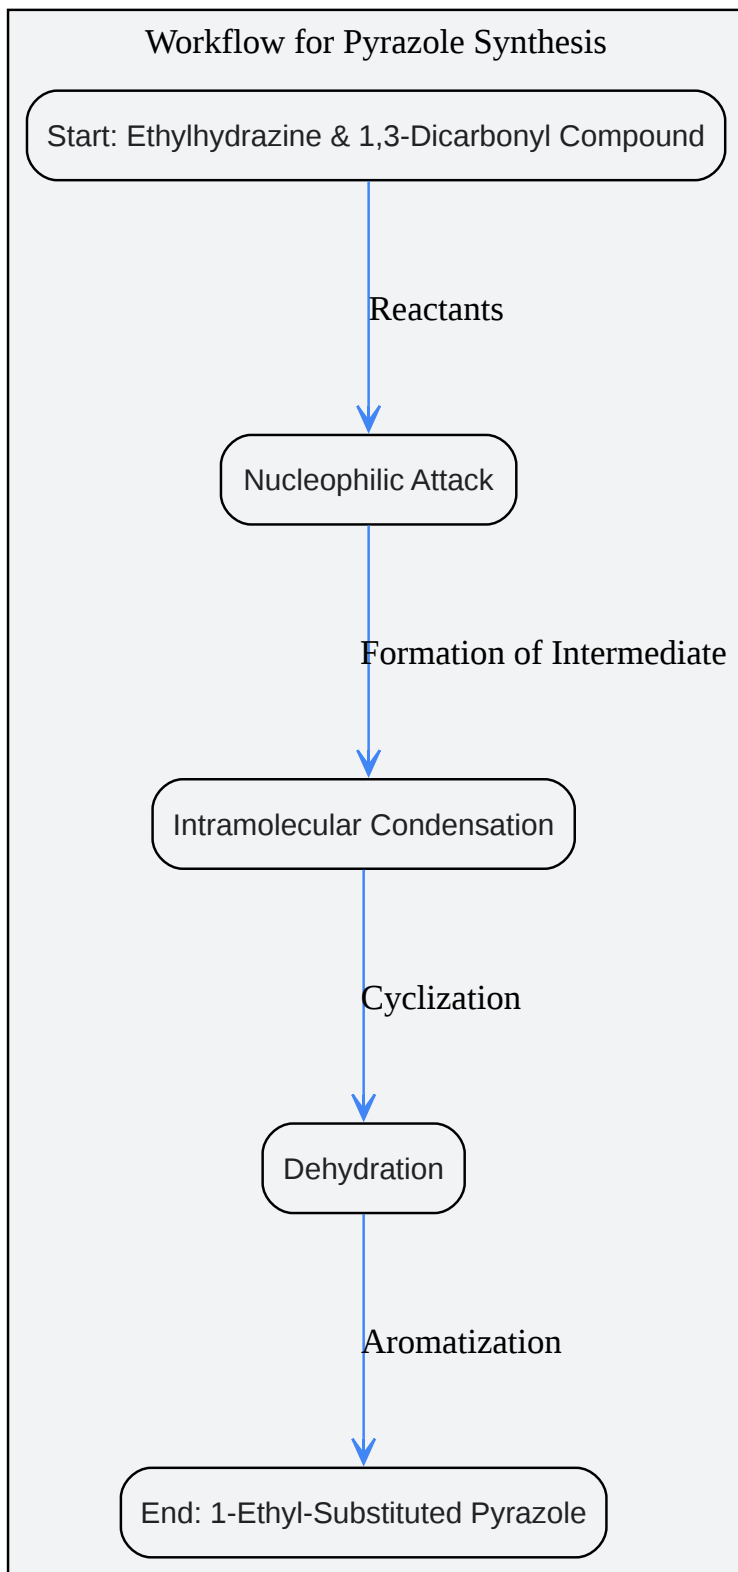 Workflow for Pyrazole Synthesis
Start: Ethylhydrazine & 1,3-Dicarbonyl Compound
Reactants
Nucleophilic Attack
Formation of Intermediate
Intramolecular Condensation
Cyclization
Dehydration
Aromatization
End: 1-Ethyl-Substituted Pyrazole